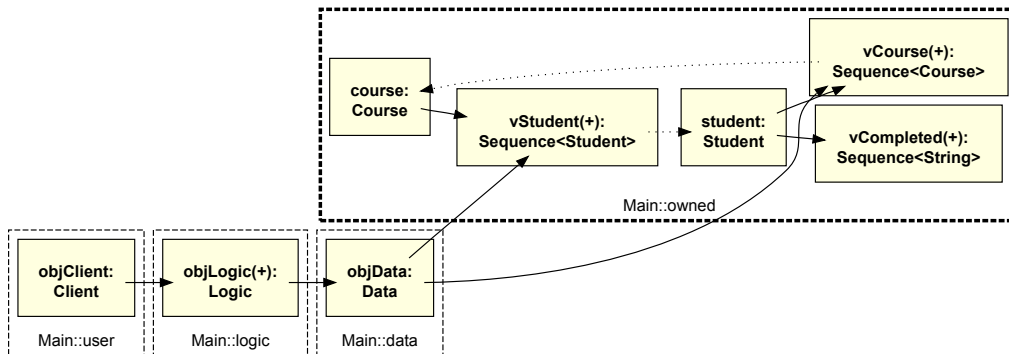 vCourse(+):
Sequence<Course>
course:
Course
vStudent(+):
Sequence<Student>
student:
Student
vCompleted(+):
Sequence<String>
Main::owned
objClient:
Client
objLogic(+):
Logic
objData:
Data
Main::user
Main::logic
Main::data